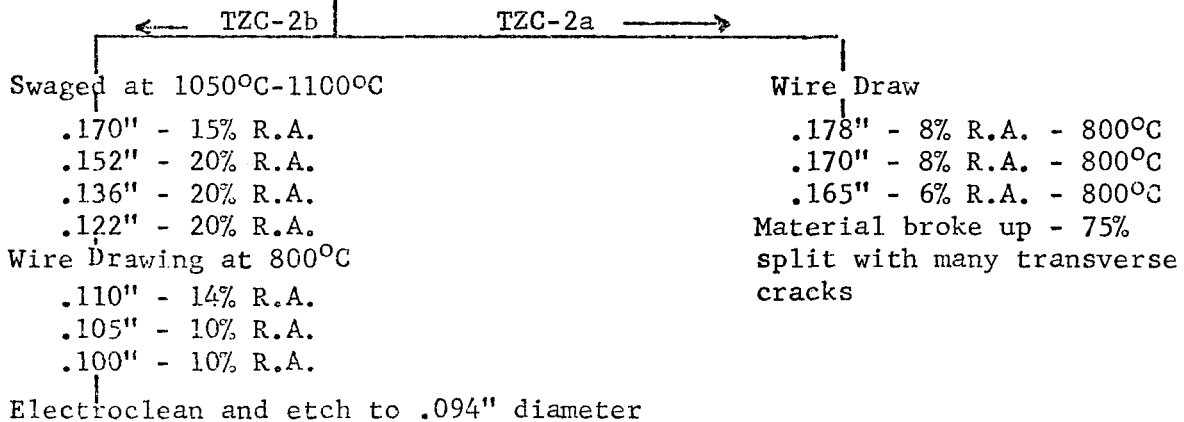 TZC-2b TZC-2a
Swaged at 1050°C-1100°C
.170" - 15% R.A.
.152" - 20% R.A.
.136" - 20% R.A.
.122" - 20% R.A.
Wire Drawing at 800°C
.110" - 14% R.A.
.105" - 10% R.A.
.100" - 10% R.A.
Electroclean and etch to .094" diameter
Wire Draw
.178" - 8% R.A. - 800°C
.170" - 8% R.A. - 800°C
.165" - 6% R.A. - 800°C
Material broke up - 75%
split with many transverse
cracks